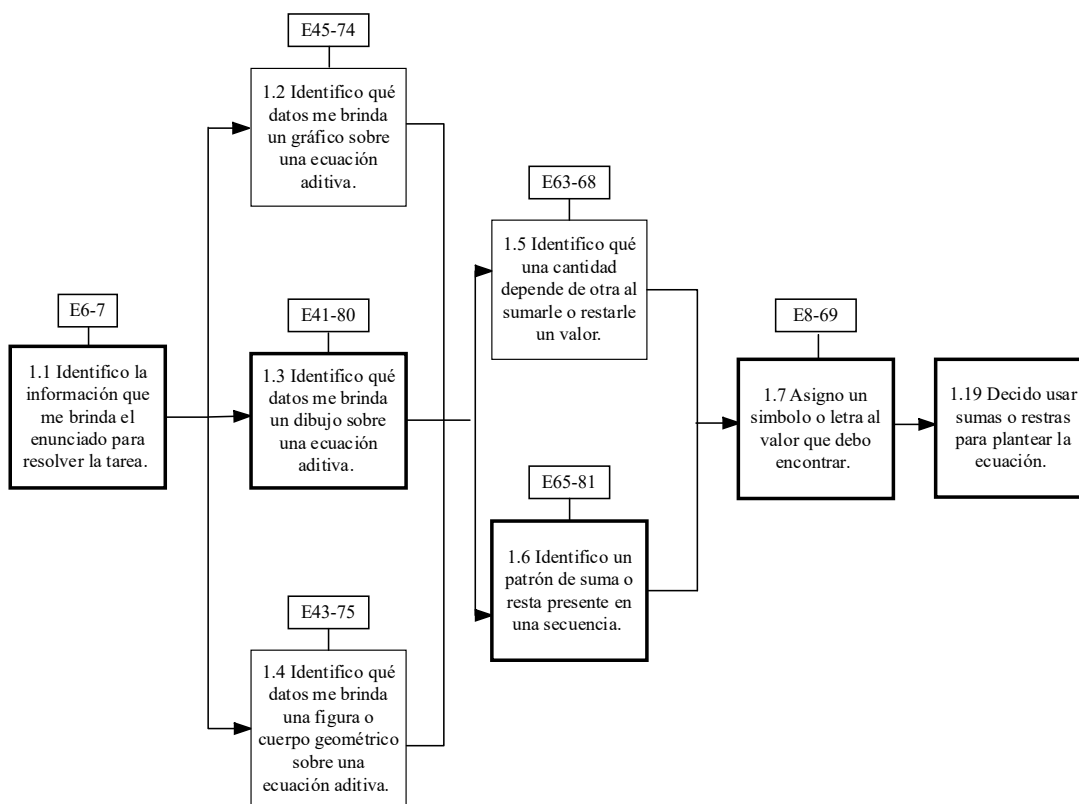 E6-7
1.1 Identifico la
información que
me brinda el
enunciado para
resolver la tarea.
E45-74
1.2 Identifico qué
datos me brinda
un gráfico sobre
una ecuación
aditiva.
E41-80
1.3 Identifico qué
datos me brinda
un dibujo sobre
una ecuación
aditiva.
E43-75
1.4 Identifico qué
datos me brinda
una figura o
cuerpo geométrico
sobre una
ecuación aditiva.
E63-68
1.5 Identifico qué
una cantidad
depende de otra al
sumarle o restarle
un valor.
E65-81
1.6 Identifico un
patrón de suma o
resta presente en
una secuencia.
E8-69
1.7 Asigno un
simbolo o letra al
valor que debo
encontrar.
1.19 Decido usar
sumas o restras
para plantear la
ecuación.